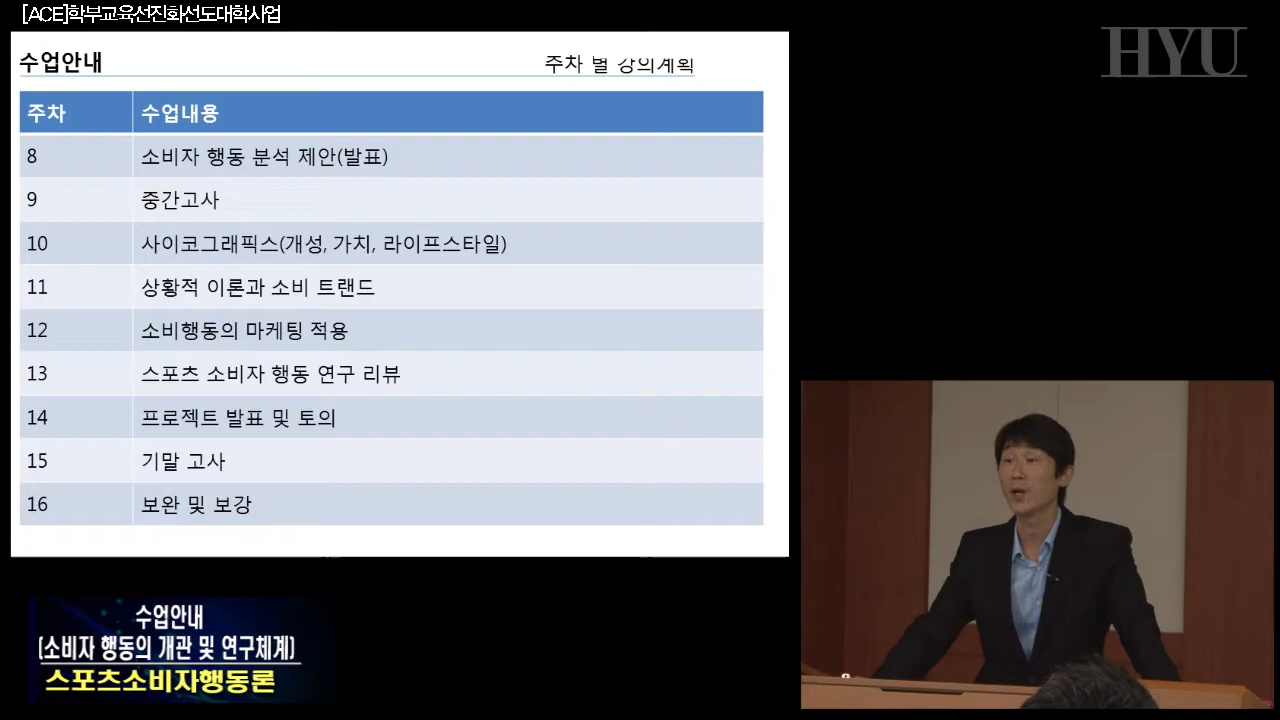 [ACE]학부교육선진화선도대학사업
HYU
수업안내
주차 별 강의계획
주차 수업내용
8 소비자 행동 분석 제안(발표)
9 중간고사
10 사이코그래픽스(개성, 가치, 라이프스타일)
11 상황적 이론과 소비 트랜드
12 소비행동의 마케팅 적용
13 스포츠 소비자 행동 연구 리뷰
14 프로젝트 발표 및 토의
15 기말 고사
16 보완 및 보강
수업안내
(소비자 행동의 개관 및 연구체계)
스포츠소비자행동론